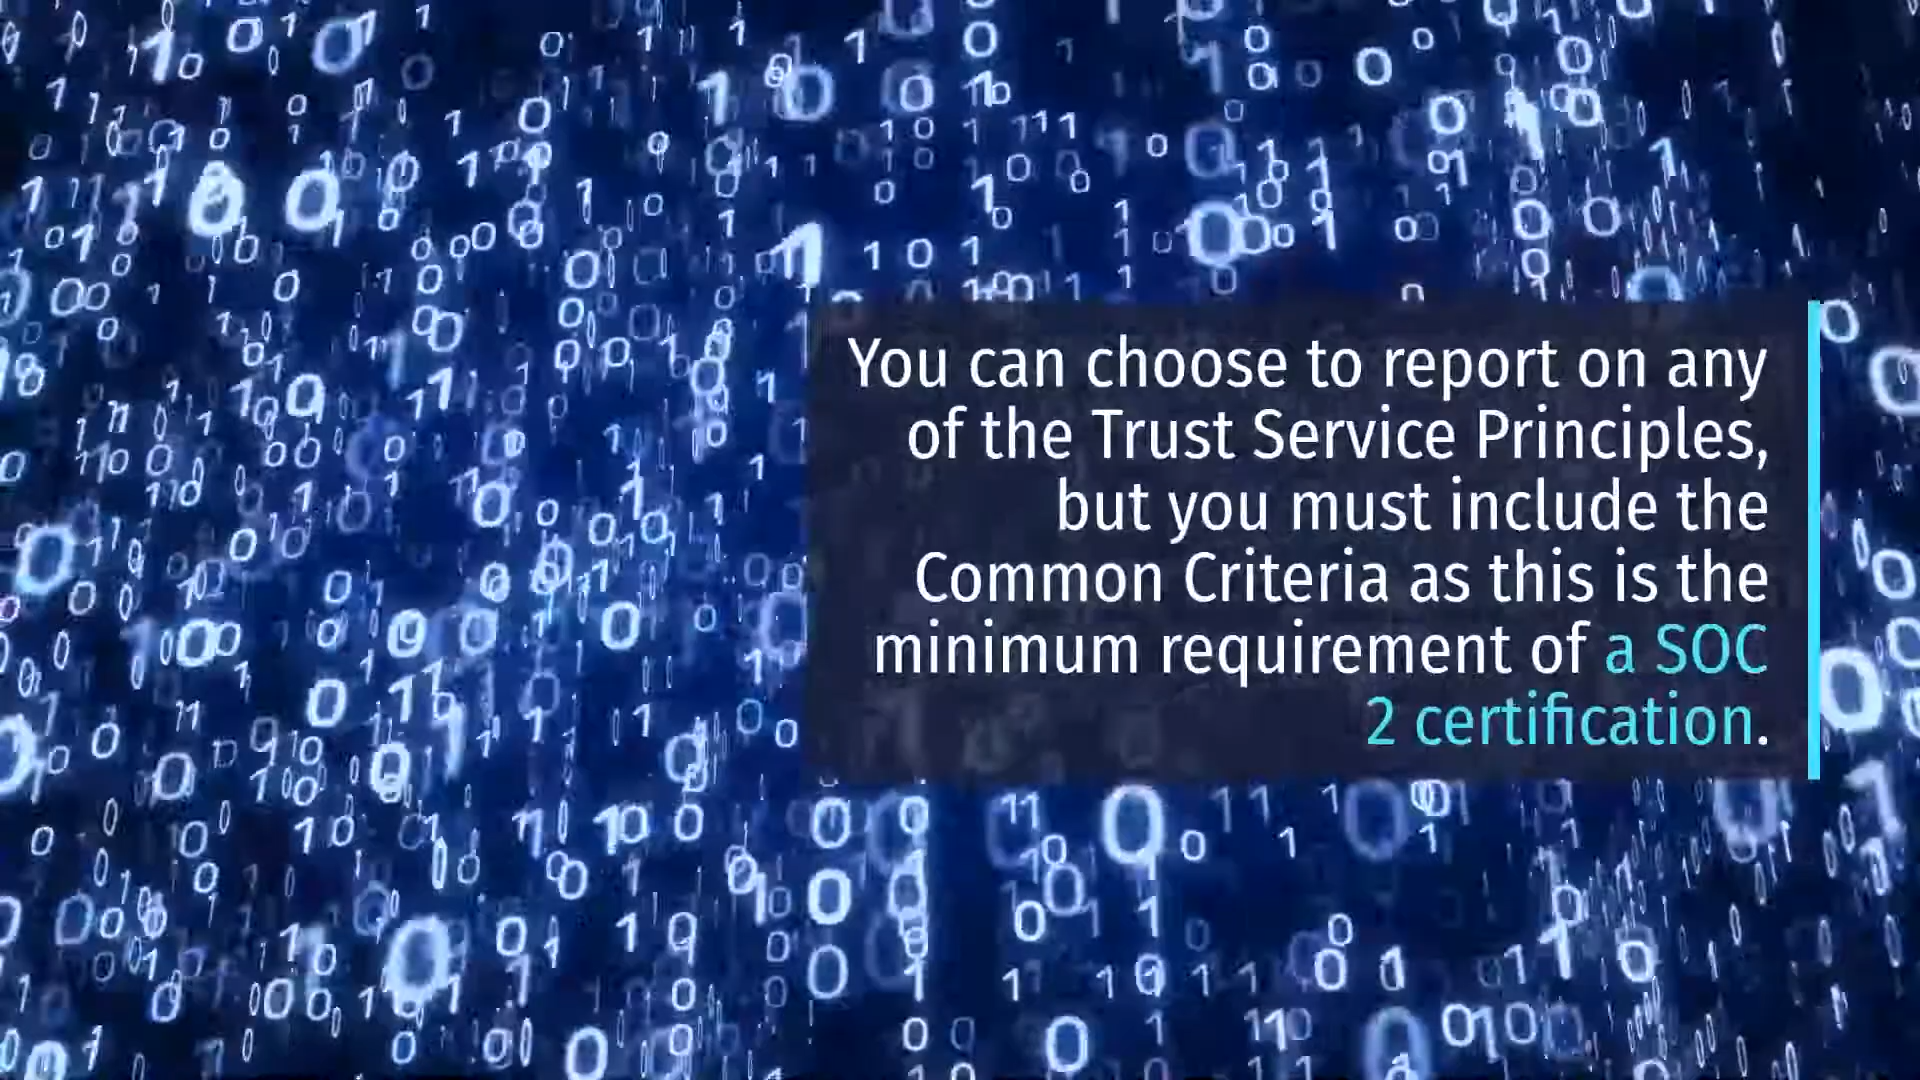 You can choose to report on any
of the Trust Service Principles,
but you must include the
Common Criteria as this is the
minimum requirement of a SOC
2 certification.